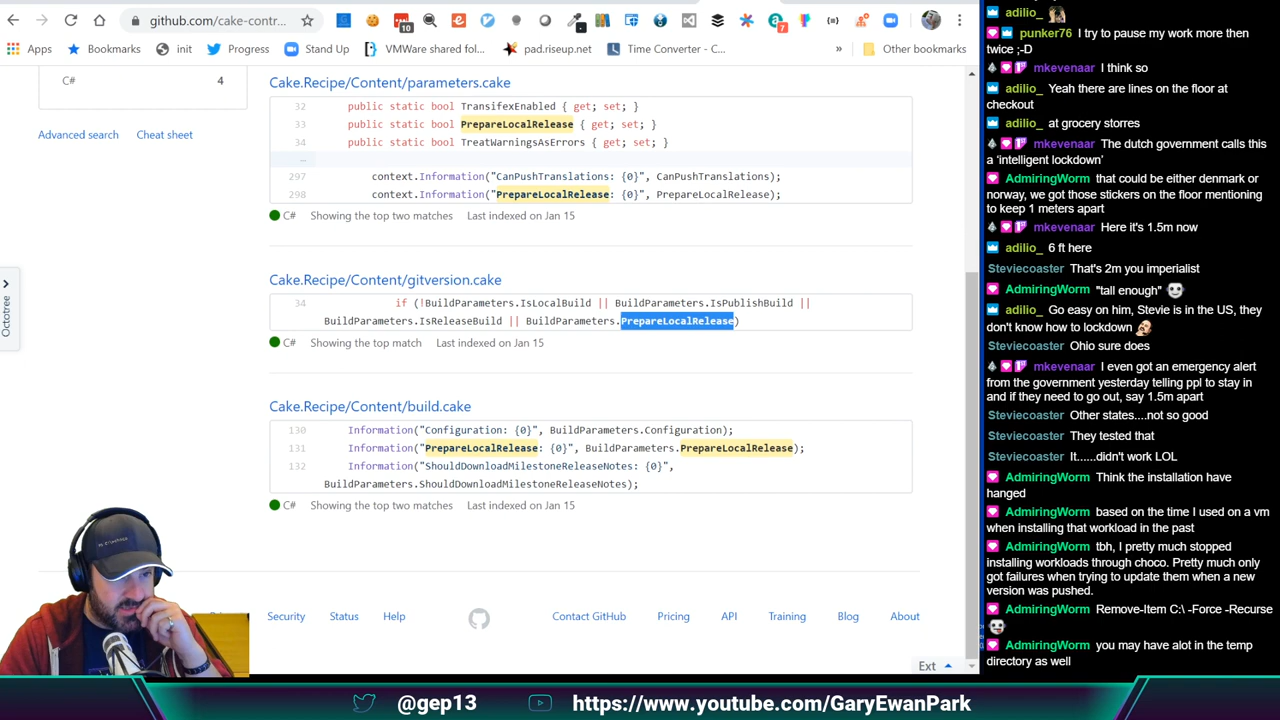 github.com/cake-contr...
10
7
Apps
Bookmarks
init
Progress
Stand Up
VMWare shared fol...
pad.riseup.net
Time Converter - C...
»
Other bookmarks
C#
4
Advanced search
Cheat sheet
Octotree
Cake.Recipe/Content/parameters.cake
32 public static bool TransifexEnabled { get; set; }
33 public static bool PrepareLocalRelease { get; set; }
34 public static bool TreatWarningsAsErrors { get; set; }
…
297 context.Information("CanPushTranslations: {0}", CanPushTranslations);
298 context.Information("PrepareLocalRelease: {0}", PrepareLocalRelease);
C# Showing the top two matches Last indexed on Jan 15
Cake.Recipe/Content/gitversion.cake
34 if (!BuildParameters.IsLocalBuild || BuildParameters.IsPublishBuild ||
BuildParameters.IsReleaseBuild || BuildParameters.PrepareLocalRelease)
C# Showing the top match Last indexed on Jan 15
Cake.Recipe/Content/build.cake
130 Information("Configuration: {0}", BuildParameters.Configuration);
131 Information("PrepareLocalRelease: {0}", BuildParameters.PrepareLocalRelease);
132 Information("ShouldDownloadMilestoneReleaseNotes: {0}",
BuildParameters.ShouldDownloadMilestoneReleaseNotes);
C# Showing the top two matches Last indexed on Jan 15
Security
Status
Help
Contact GitHub
Pricing
API
Training
Blog
About
Ext
adilio_
punker76 I try to pause my work more then
twice ;-D
mkevenaar I think so
adilio_ Yeah there are lines on the floor at
checkout
adilio_ at grocery storres
mkevenaar The dutch government calls this
a ‘intelligent lockdown’
AdmiringWorm that could be either denmark or
norway, we got those stickers on the floor mentioning
to keep 1 meters apart
mkevenaar Here it's 1.5m now
adilio_ 6 ft here
Steviecoaster That's 2m you imperialist
AdmiringWorm "tall enough"
adilio_ Go easy on him, Stevie is in the US, they
don't know how to lockdown
Steviecoaster Ohio sure does
mkevenaar I even got an emergency alert
from the government yesterday telling ppl to stay in
and if they need to go out, say 1.5m apart
Steviecoaster Other states....not so good
Steviecoaster They tested that
Steviecoaster It......didn't work LOL
AdmiringWorm Think the installation have
hanged
AdmiringWorm based on the time I used on a vm
when installing that workload in the past
AdmiringWorm tbh, I pretty much stopped
installing workloads through choco. Pretty much only
got failures when trying to update them when a new
version was pushed.
AdmiringWorm Remove-Item C:\ -Force -Recurse
AdmiringWorm you may have alot in the temp
directory as well
@gep13
https://www.youtube.com/GaryEwanPark